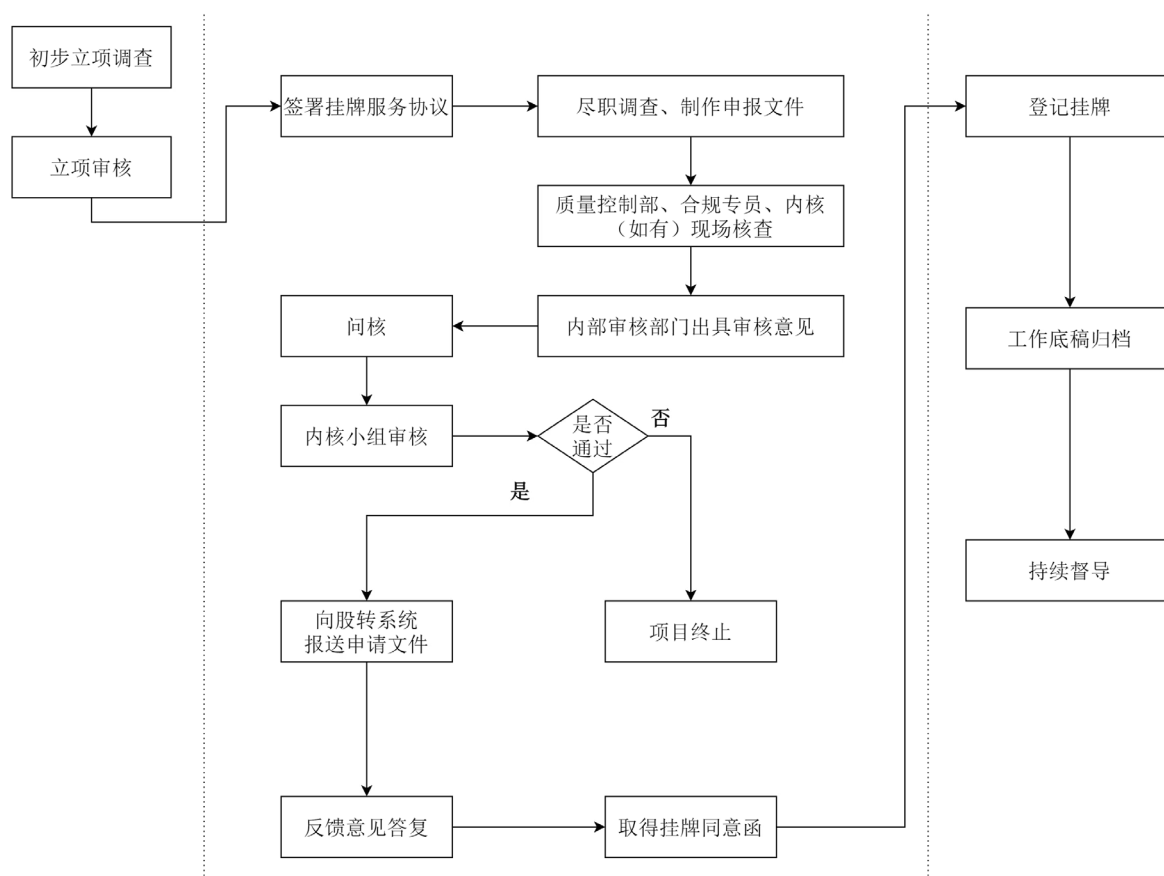 初步立项调查
立项审核
签署挂牌服务协议
尽职调查、制作申报文件
质量控制部、合规专员、内核
（如有）现场核查
内部审核部门出具审核意见
问核
内核小组审核
是否
通过
否
是
向股转系统
报送申请文件
项目终止
反馈意见答复
取得挂牌同意函
登记挂牌
工作底稿归档
持续督导